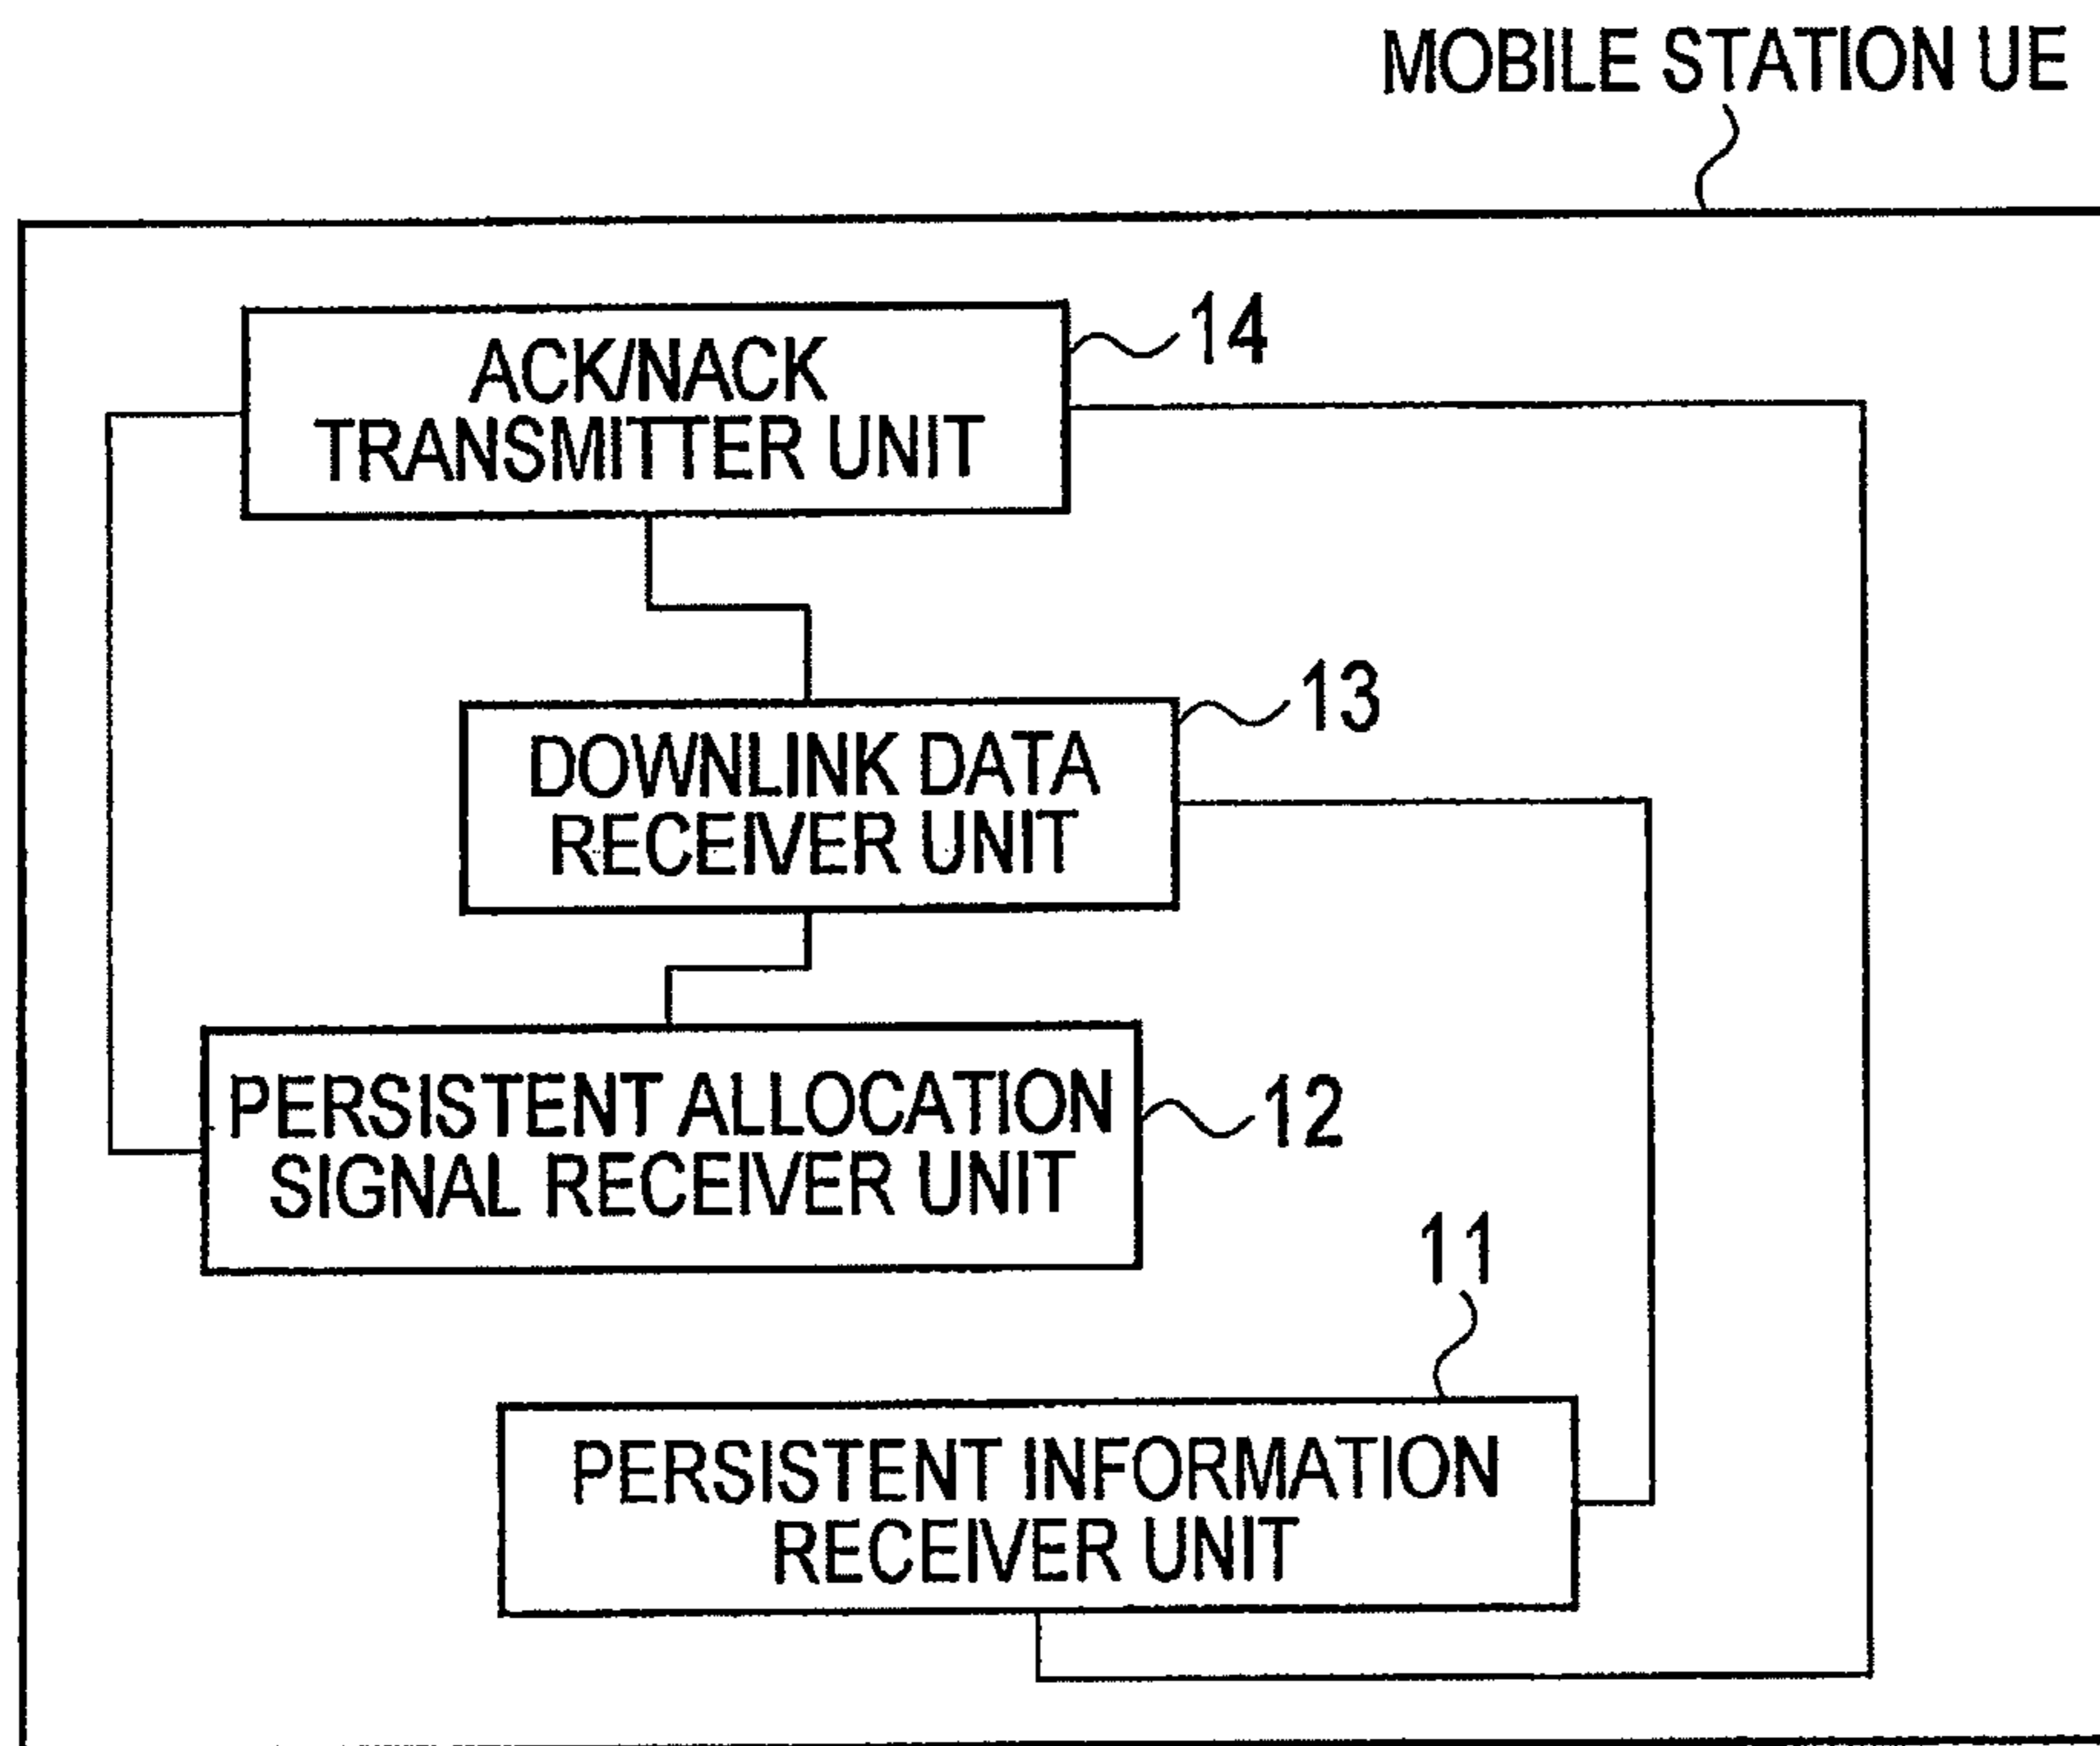 MOBILE STATION UE
ACK/NACK
TRANSMITTER UNIT
14
DOWNLINK DATA
RECEIVER UNIT
13
PERSISTENT ALLOCATION
SIGNAL RECEIVER UNIT
12
11
PERSISTENT INFORMATION
RECEIVER UNIT